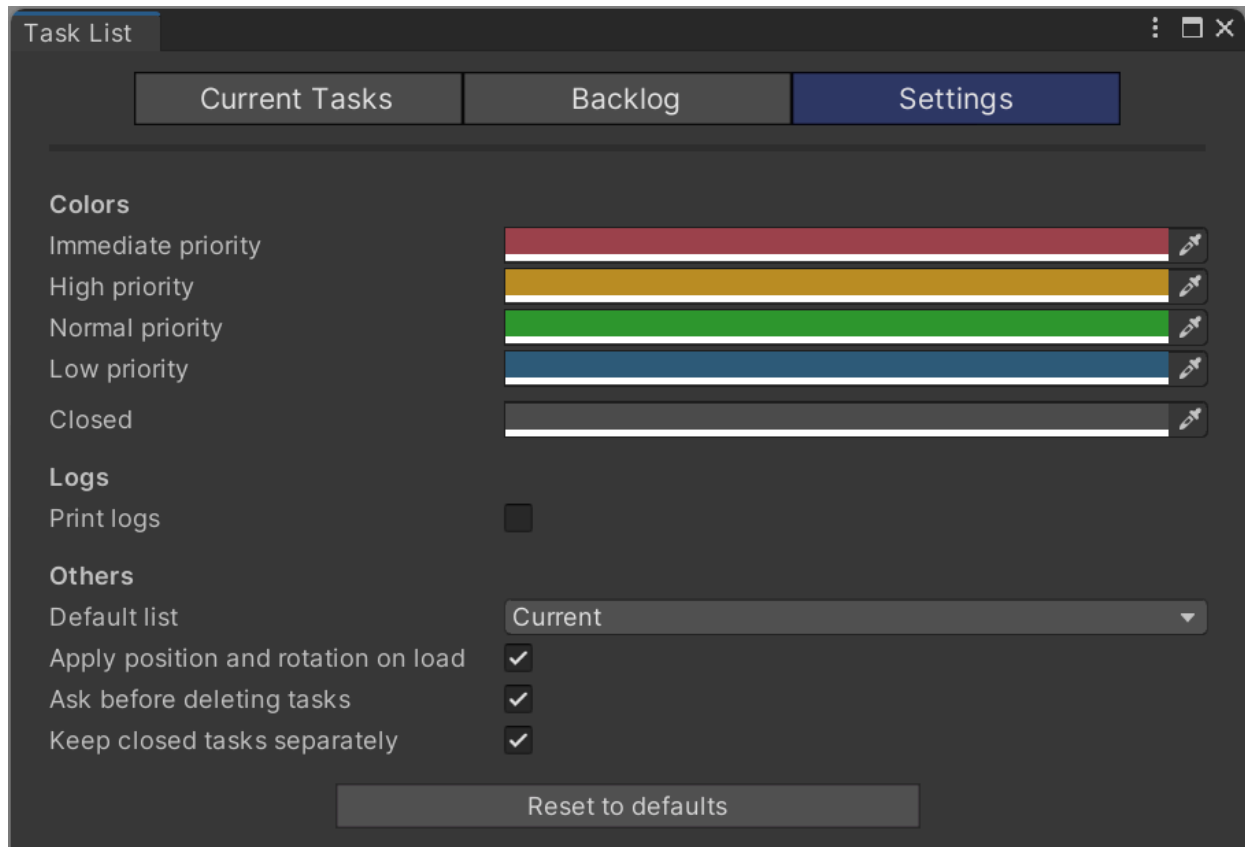 Task List
Current Tasks Backlog Settings
Colors
Immediate priority
High priority
Normal priority
Low priority
Closed
Logs
Print logs
Others
Default list Current
Apply position and rotation on load
Ask before deleting tasks
Keep closed tasks separately
Reset to defaults